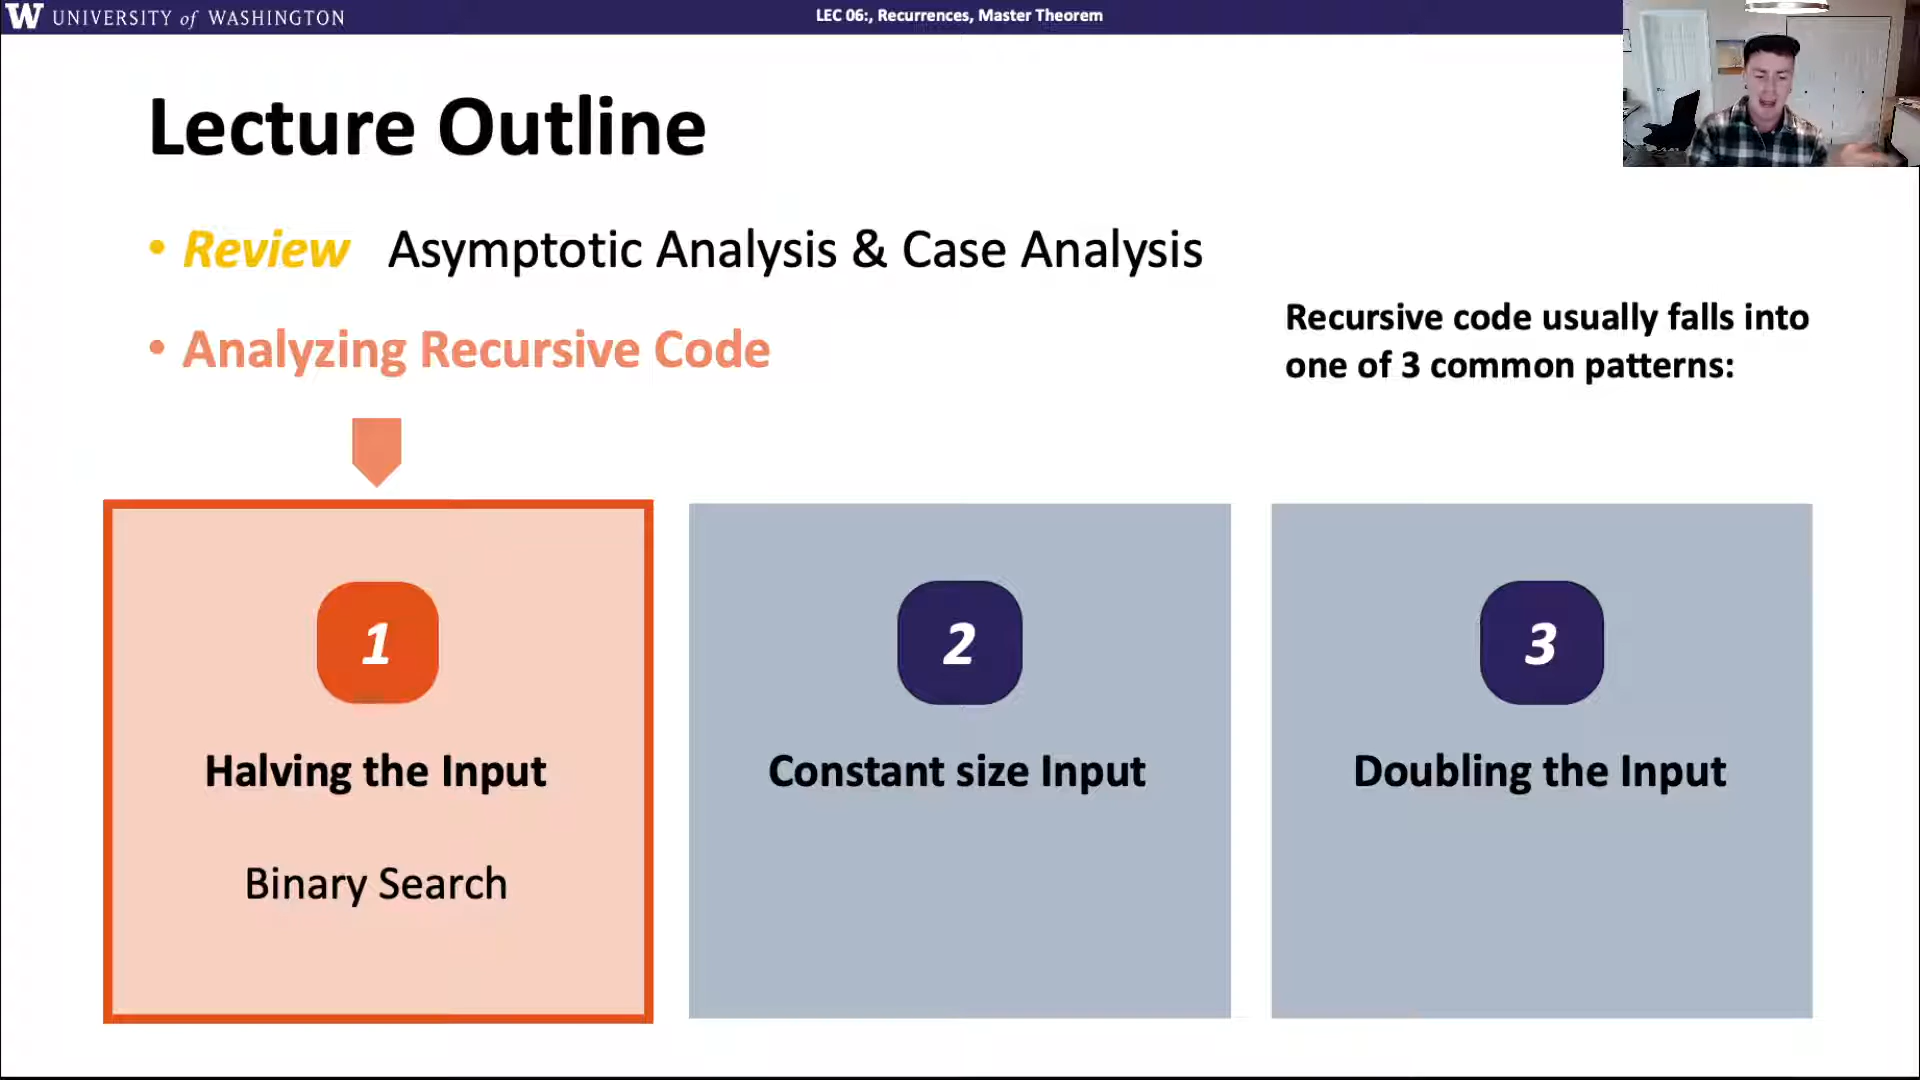 W UNIVERSITY of WASHINGTON
LEC 06:, Recurrences, Master Theorem
Lecture Outline
• Review Asymptotic Analysis & Case Analysis
• Analyzing Recursive Code
Recursive code usually falls into
one of 3 common patterns:
1
Halving the Input
Binary Search
2
Constant size Input
3
Doubling the Input